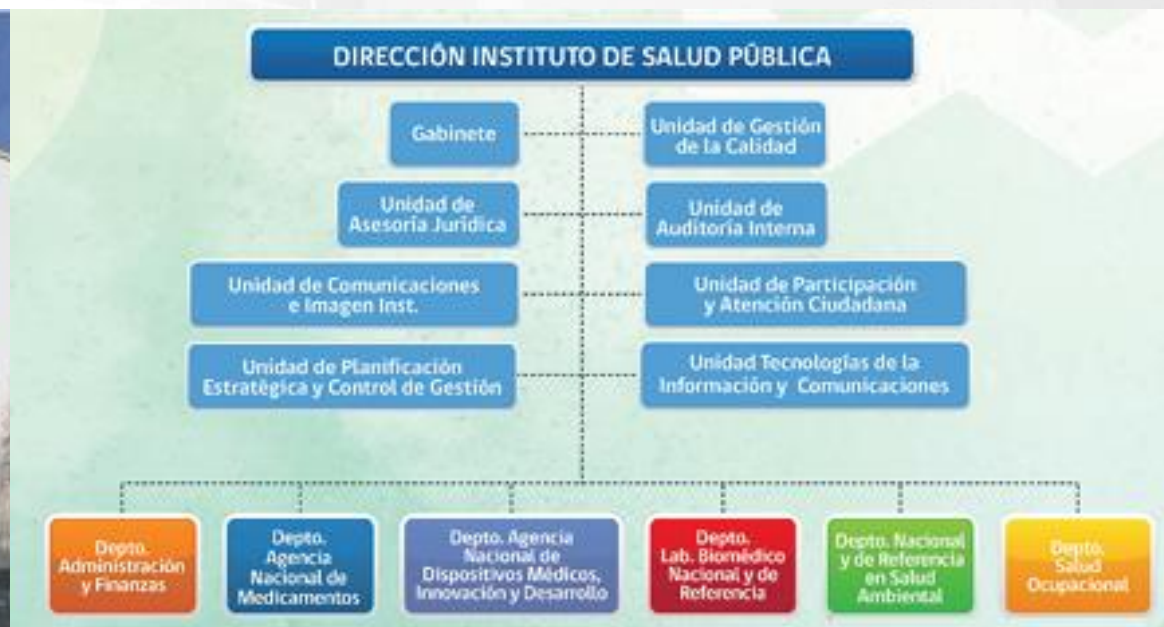 DIRECCIÓN INSTITUTO DE SALUD PÚBLICA
Gabinete
Unidad de Gestión
de la Calidad
Unidad de
Asesoría Jurídica
Unidad de
Auditoría Interna
Unidad de Comunicaciones
e Imagen Inst.
Unidad de Participación
y Atención Ciudadana
Unidad de Planificación
Estratégica y Control de Gestión
Unidad Tecnologías de la
Información y Comunicaciones
Depto.
Administración
y Finanzas
Depto.
Agencia
Nacional de
Medicamentos
Depto. Agencia
Nacional de
Dispositivos Médicos,
Innovación y Desarrollo
Depto.
Lab. Biomédico
Nacional y de
Referencia
Depto. Nacional
y de Referencia
en Salud
Ambiental
Depto.
Salud
Ocupacional